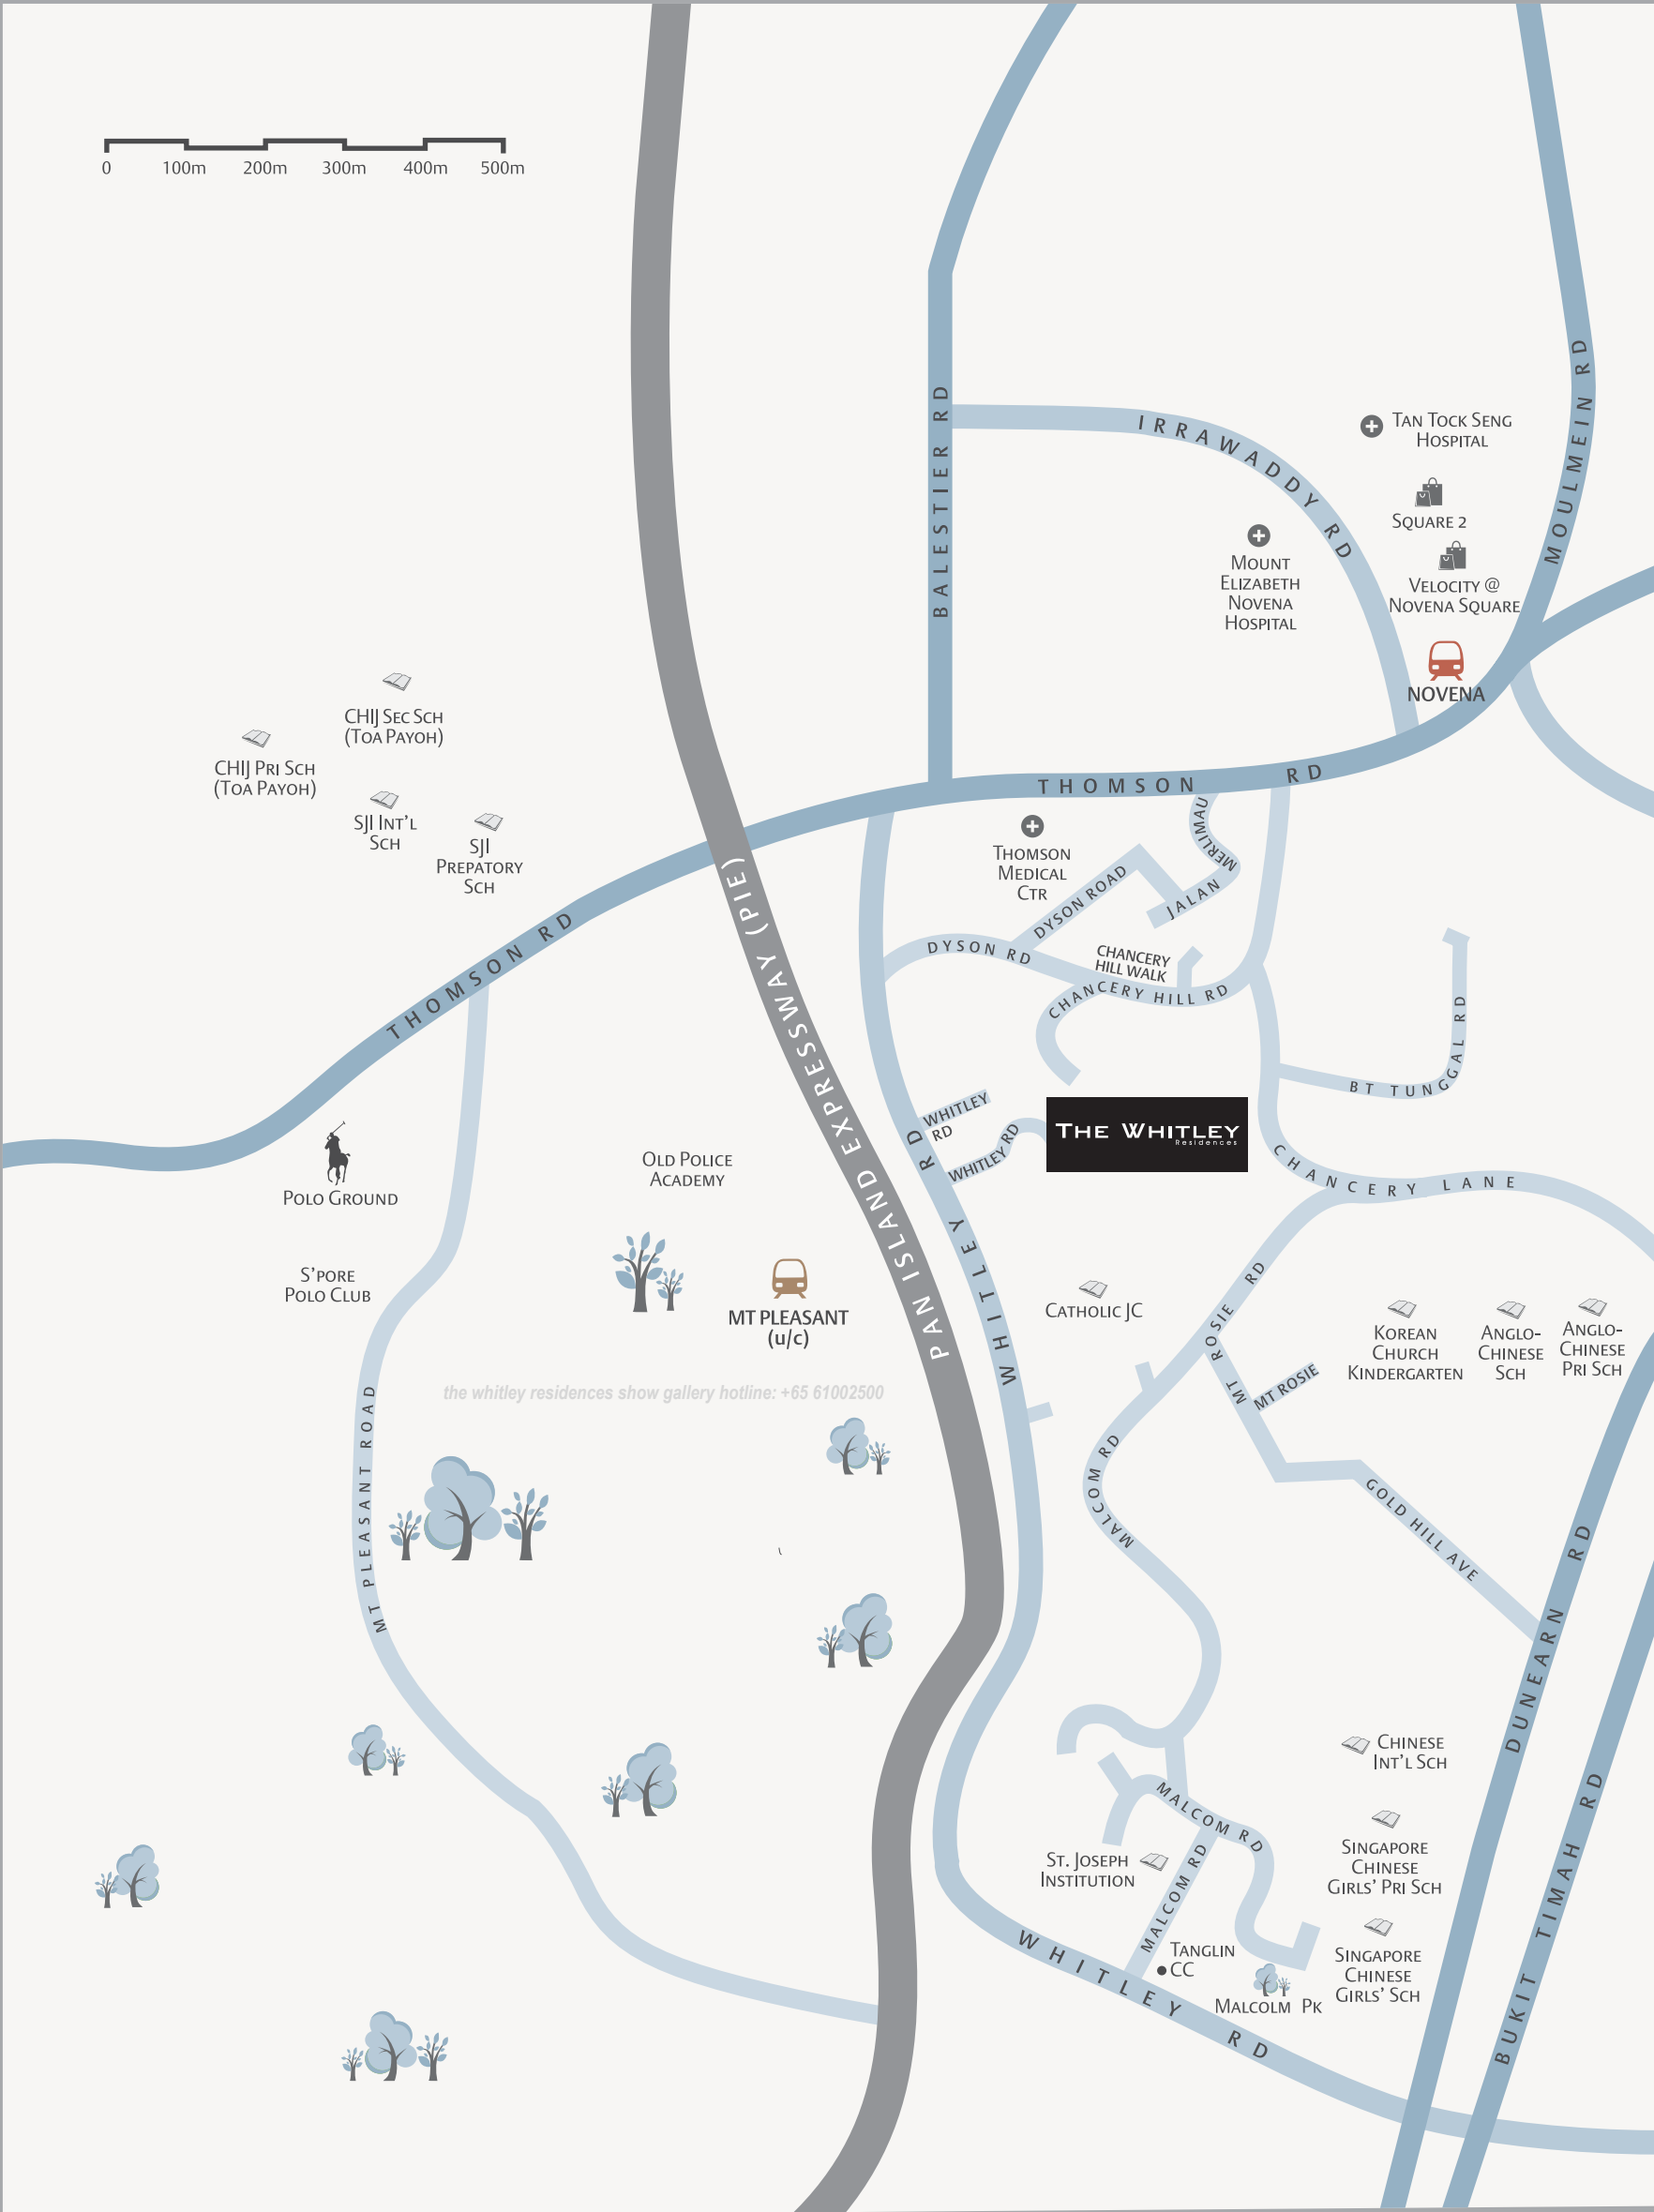 0 100m 200m 300m 400m 500m
BALESTIER RD
IRRAWADDY RD
MOULMEIN RD
TAN TOCK SENG
HOSPITAL
SQUARE 2
VELOCITY @
NOVENA SQUARE
MOUNT
ELIZABETH
NOVENA
HOSPITAL
NOVENA
CHIJ SEC SCH
(TOA PAYOH)
CHIJ PRI SCH
(TOA PAYOH)
SJI INT'L
SCH
SJI
PREPATORY
SCH
THOMSON RD
THOMSON RD
PAN ISLAND EXPRESSWAY (PIE)
THOMSON
MEDICAL
CTR
JALAN MERLIMAU
DYSON ROAD
DYSON RD
CHANCERY
HILL WALK
CHANCERY HILL RD
BT TUNGGAL RD
WHITLEY
RD
WHITLEY RD
THE WHITLEY
Residences
CHANCERY LANE
WHITLEY RD
POLO GROUND
S'PORE
POLO CLUB
OLD POLICE
ACADEMY
MT PLEASANT
(u/c)
the whitley residences show gallery hotline: +65 61002500
MT PLEASANT ROAD
CATHOLIC JC
MT ROSIE RD
MT ROSIE
KOREAN
CHURCH
KINDERGARTEN
ANGLO-
CHINESE
SCH
ANGLO-
CHINESE
PRI SCH
MALCOM RD
GOLD HILL AVE
DUNEARN RD
BUKIT TIMAH RD
CHINESE
INT'L SCH
MALCOM RD
MALCOM RD
ST. JOSEPH
INSTITUTION
SINGAPORE
CHINESE
GIRLS' PRI SCH
SINGAPORE
CHINESE
GIRLS' SCH
TANGLIN
CC
MALCOLM PK
WHITLEY RD